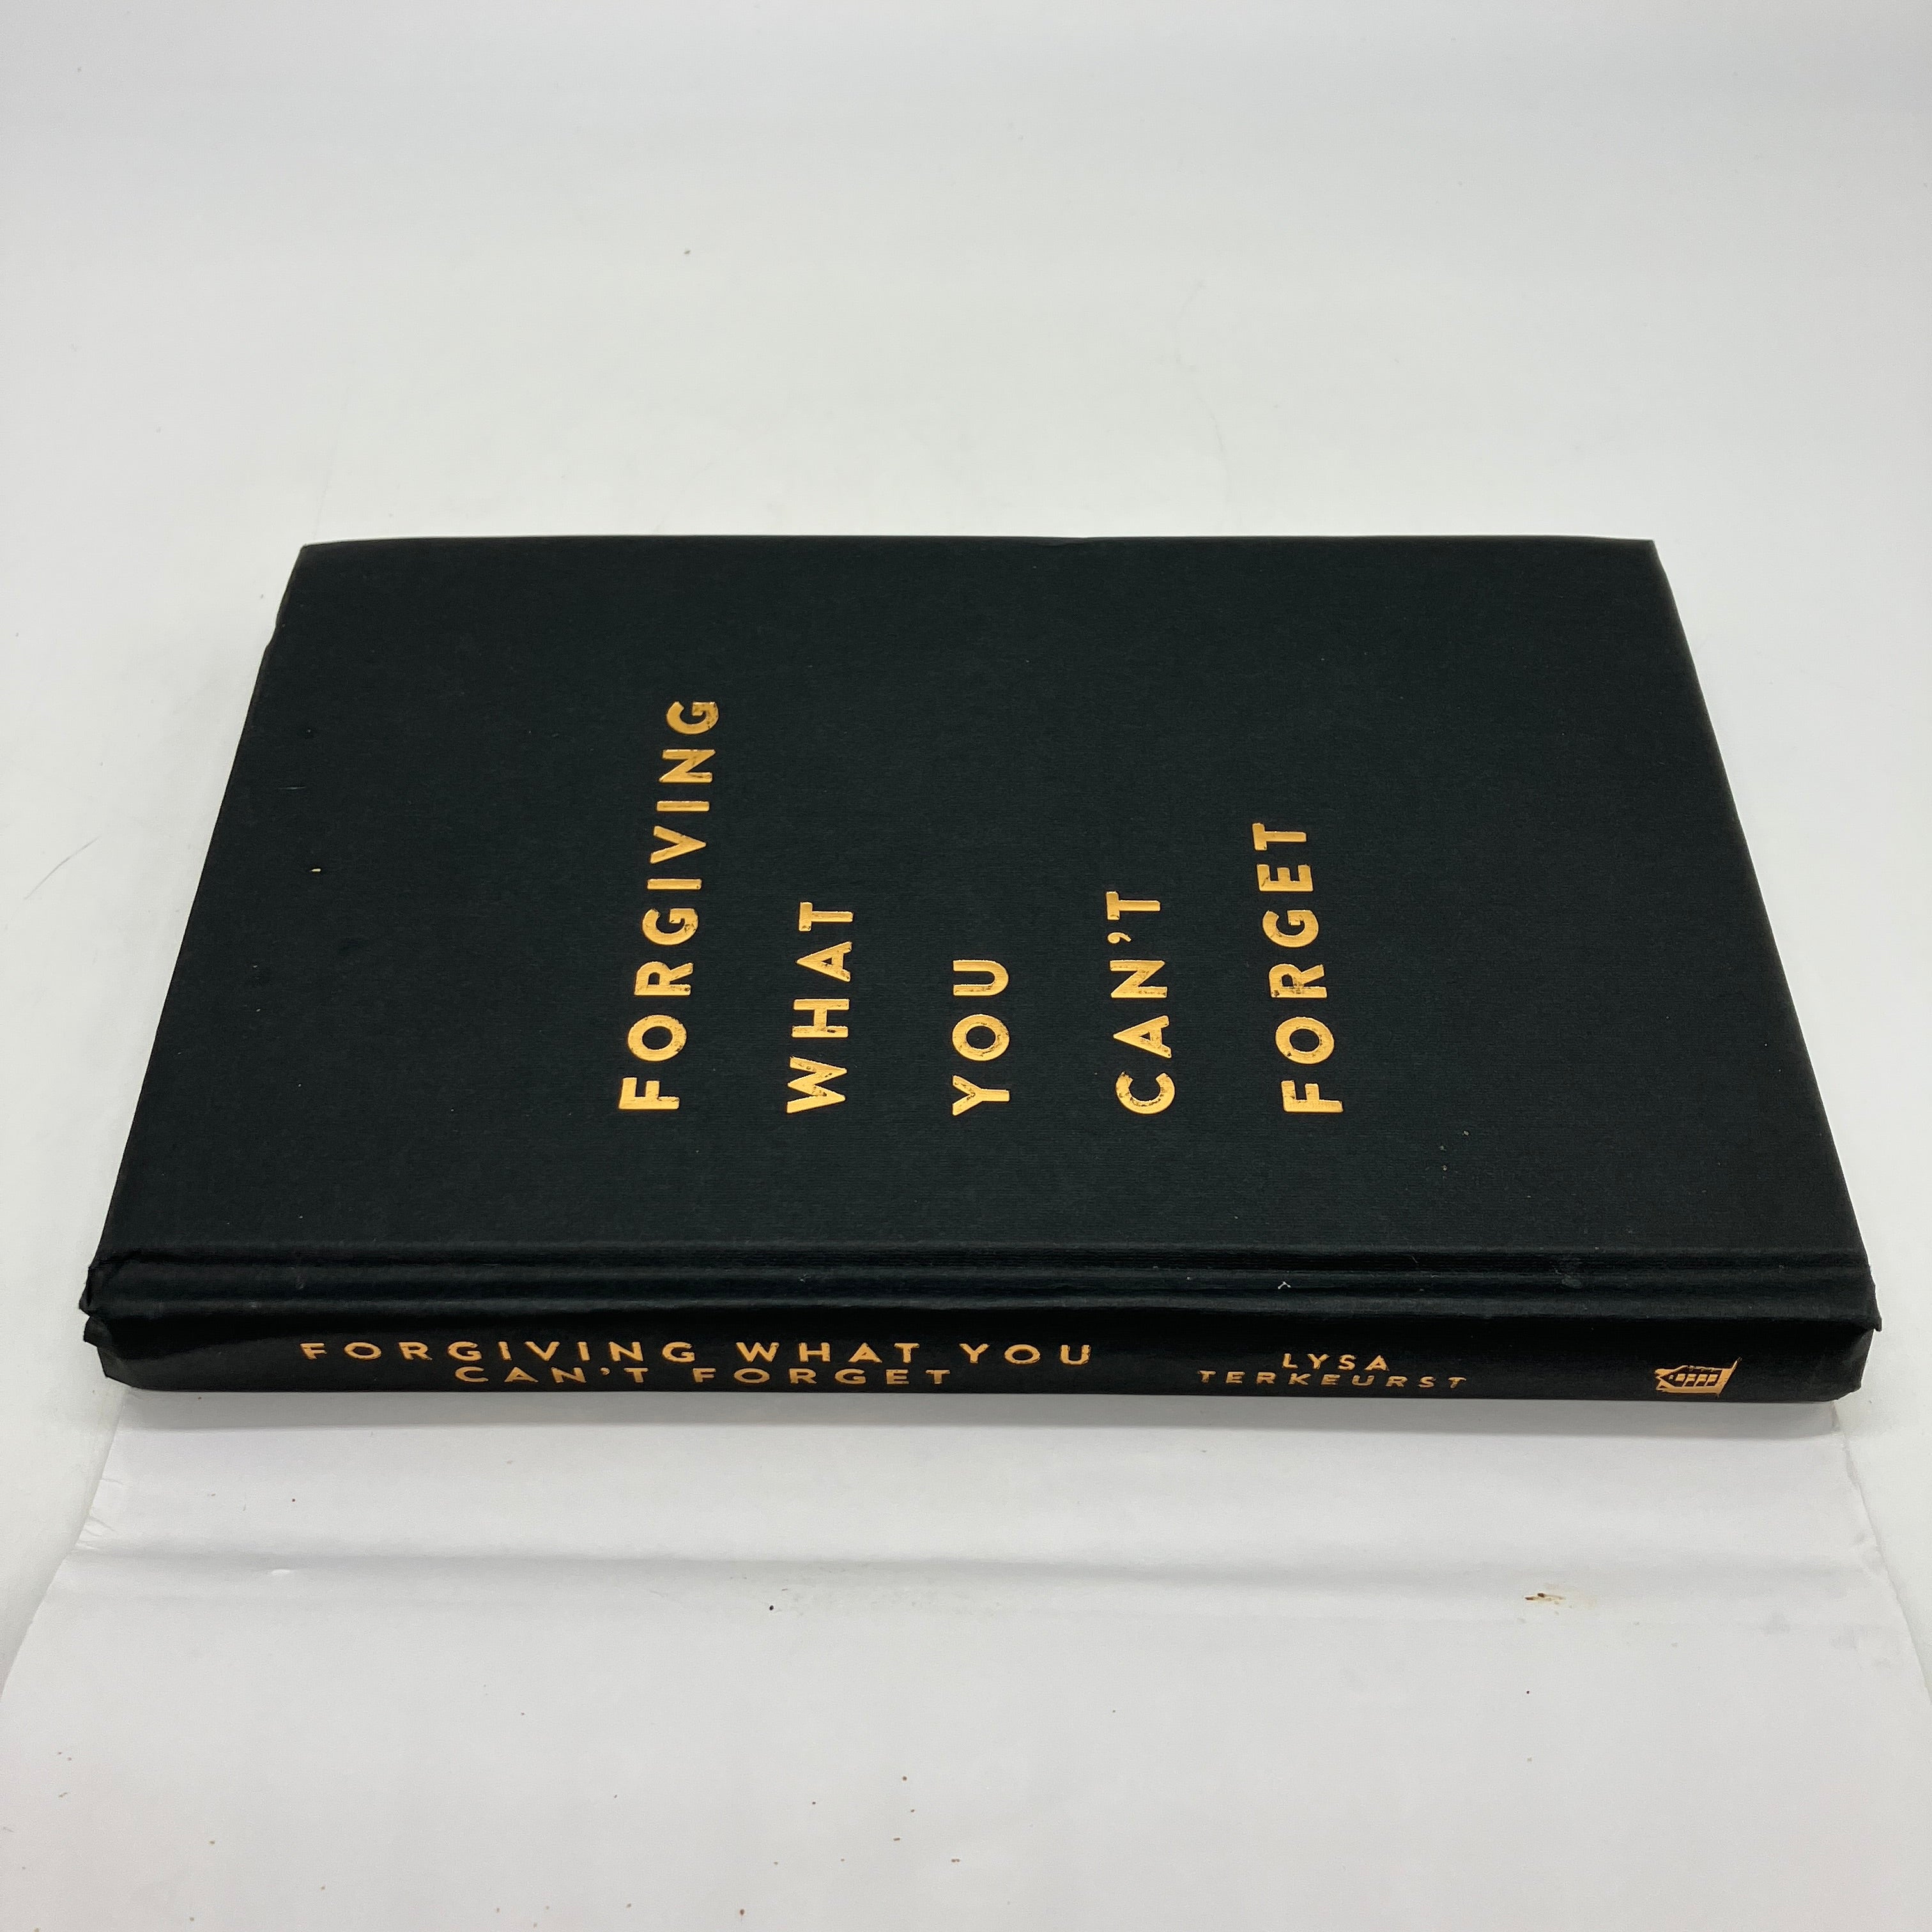 FORGIVING
WHAT
YOU
CAN'T
FORGET
FORGIVING WHAT YOU
CAN'T FORGET
LYSA
TERKEURST